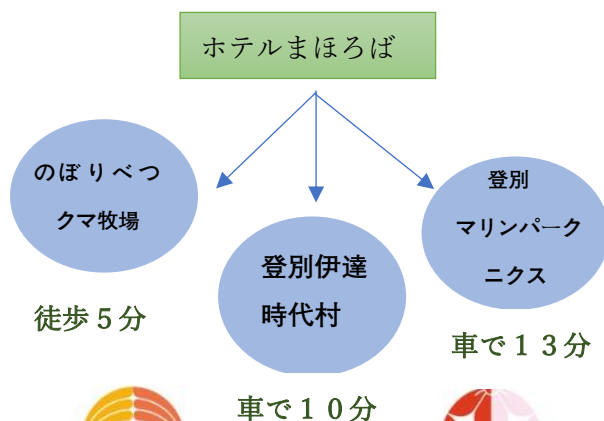 ホテルまほろば
のぼりべつ
クマ牧場
徒歩5分
登別伊達
時代村
車で10分
登別
マリンパーク
ニクス
車で13分